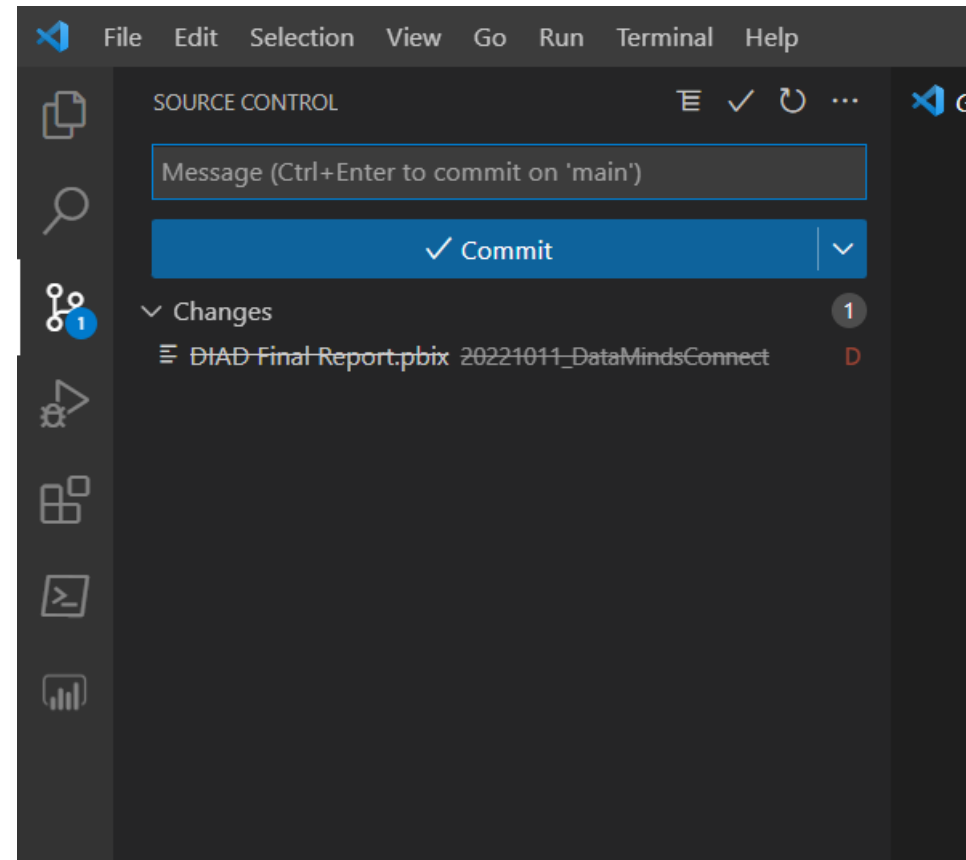 File Edit Selection View Go Run Terminal Help
SOURCE CONTROL
Message (Ctrl+Enter to commit on 'main')
Commit
Changes 1
1
DIAD Final Report.pbix 20221011_DataMindsConnect D